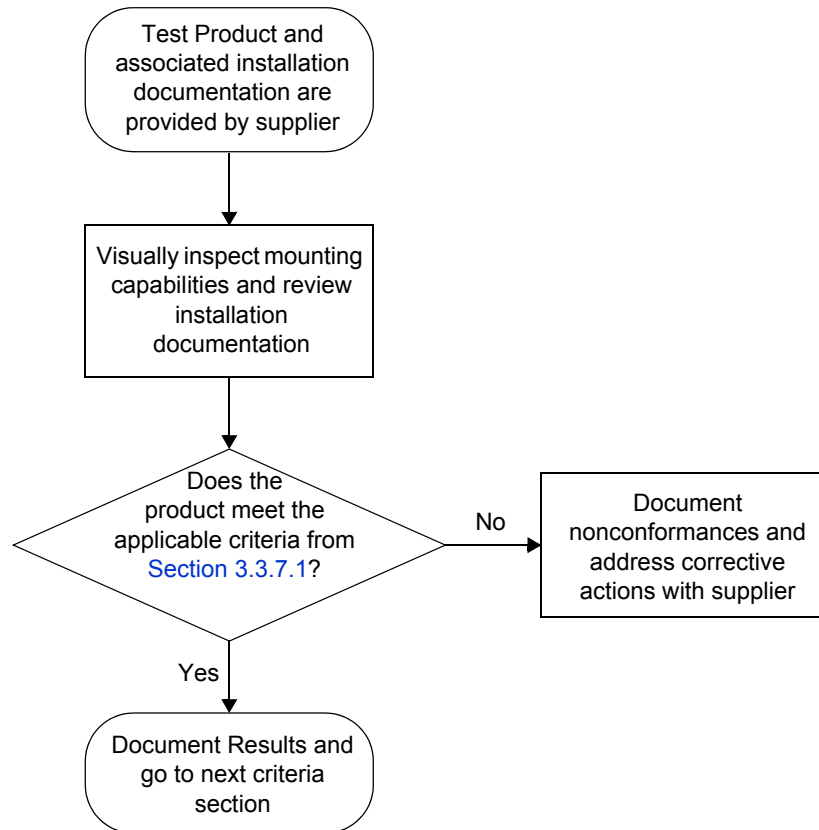 Test Product and
associated installation
documentation are
provided by supplier
Visually inspect mounting
capabilities and review
installation
documentation
Does the
product meet the
applicable criteria from
Section 3.3.7.1?
No
Document
nonconformances and
address corrective
actions with supplier
Yes
Document Results and
go to next criteria
section